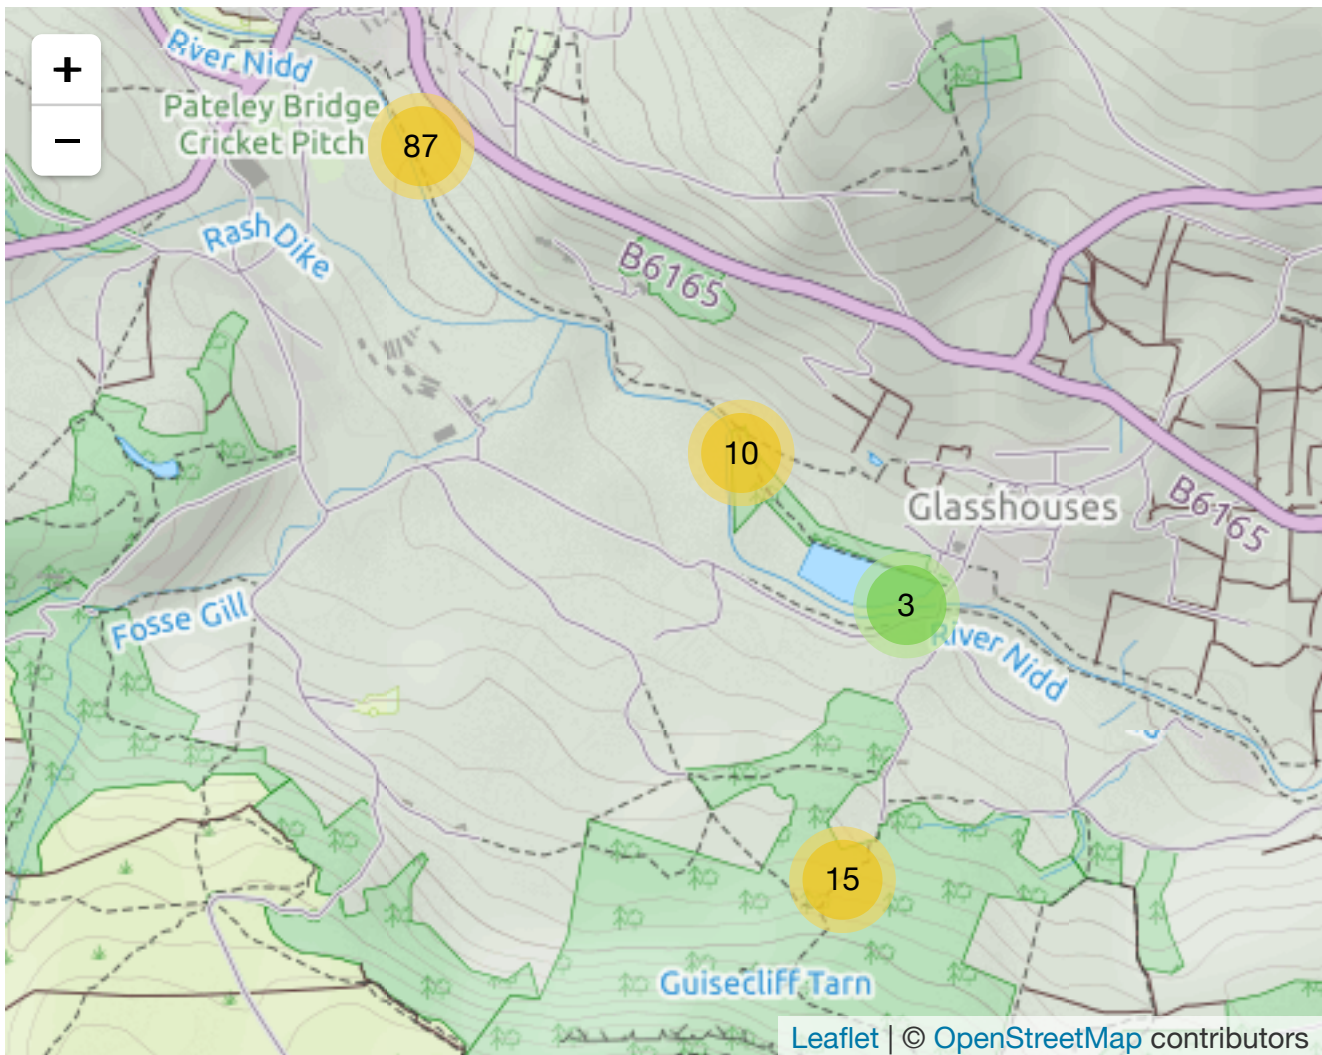 +
−
River Nidd
Pateley Bridge
Cricket Pitch
87
Rash Dike
B6165
10
Glasshouses
B6165
3
River Nidd
Fosse Gill
15
Guisecliff Tarn
Leaflet | © OpenStreetMap contributors